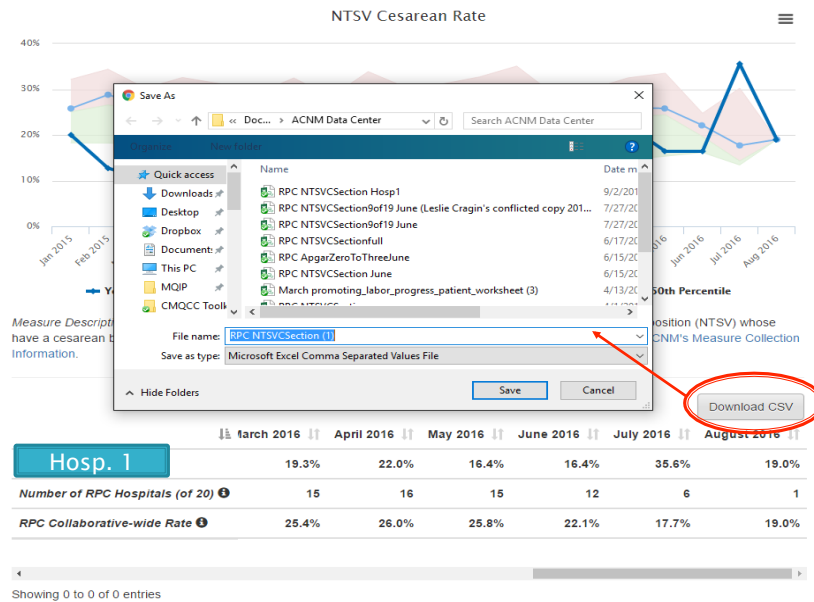 NTSV Cesarean Rate
40%
30%
20%
10%
0%
Jan 2015
Feb 2015
2016
Jun 2016
Jul 2016
Aug 2016
50th Percentile
Save As
« Doc... > ACNM Data Center
Search ACNM Data Center
Organize
New folder
?
Quick access
Downloads
Desktop
Dropbox
Documents
This PC
MQIP
CMQCC Toolk
Name
Date m
RPC NTSVCSection Hosp1
9/2/201
RPC NTSVCSection9of19 June (Leslie Cragin's conflicted copy 201...
7/27/20
RPC NTSVCSection9of19 June
7/27/20
RPC NTSVCSectionfull
6/17/20
RPC ApgarZeroToThreeJune
6/15/20
RPC NTSVCSection June
6/15/20
March promoting_labor_progress_patient_worksheet (3)
4/13/20
File name:
RPC NTSVCSection (1)
Save as type:
Microsoft Excel Comma Separated Values File
Hide Folders
Save
Cancel
Measure Descripti
position (NTSV) whose
have a cesarean b
CNM's Measure Collection
Information.
Download CSV
March 2016 April 2016 May 2016 June 2016 July 2016 August 2016
Hosp. 1 19.3% 22.0% 16.4% 16.4% 35.6% 19.0%
Number of RPC Hospitals (of 20) 15 16 15 12 6 1
RPC Collaborative-wide Rate 25.4% 26.0% 25.8% 22.1% 17.7% 19.0%
Showing 0 to 0 of 0 entries